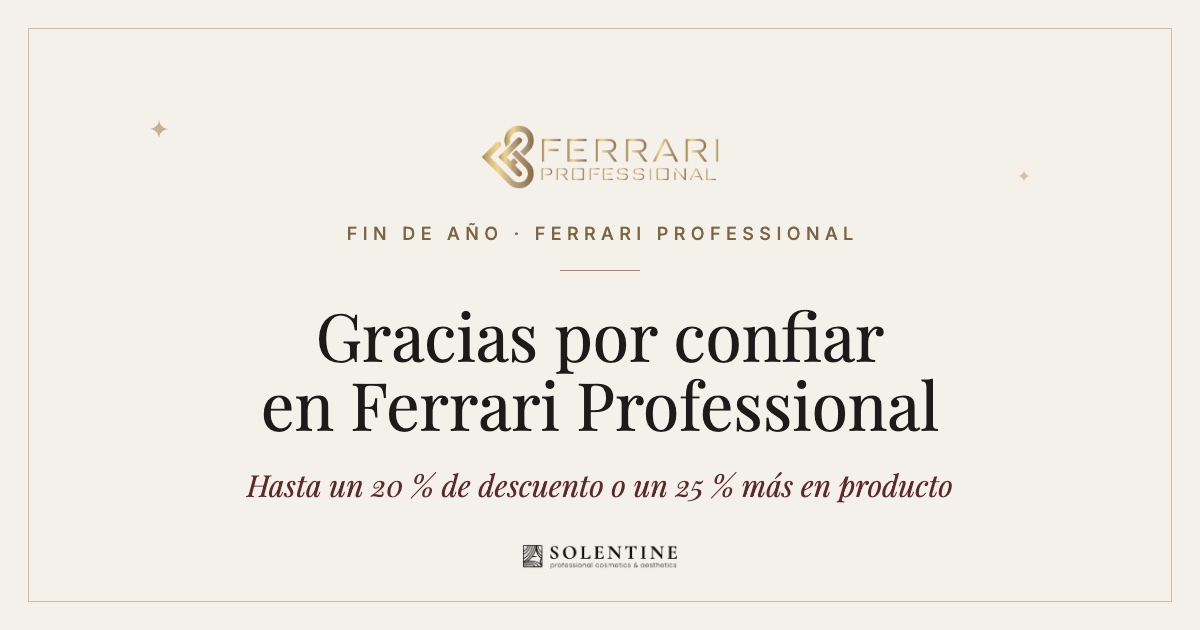 FERRARI
PROFESSIONAL
FIN DE AÑO · FERRARI PROFESSIONAL
Gracias por confiar
en Ferrari Professional
Hasta un 20 % de descuento o un 25 % más en producto
SOLENTINE
professional cosmetics & aesthetics